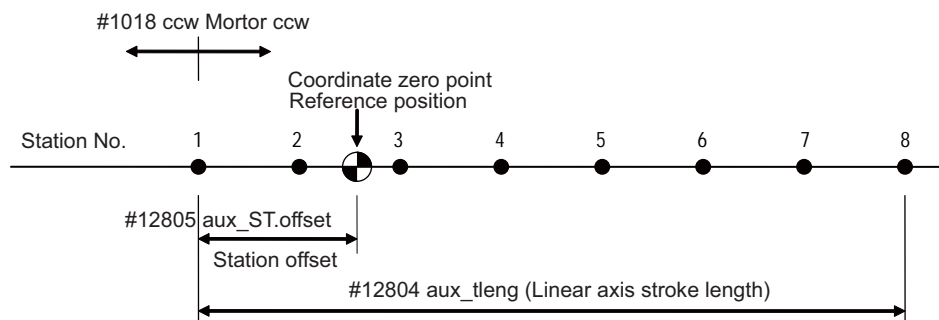 #1018 ccw Mortor ccw
Coordinate zero point
Reference position
Station No. 1 2 3 4 5 6 7 8
#12805 aux_ST.offset
Station offset
#12804 aux_tleng (Linear axis stroke length)